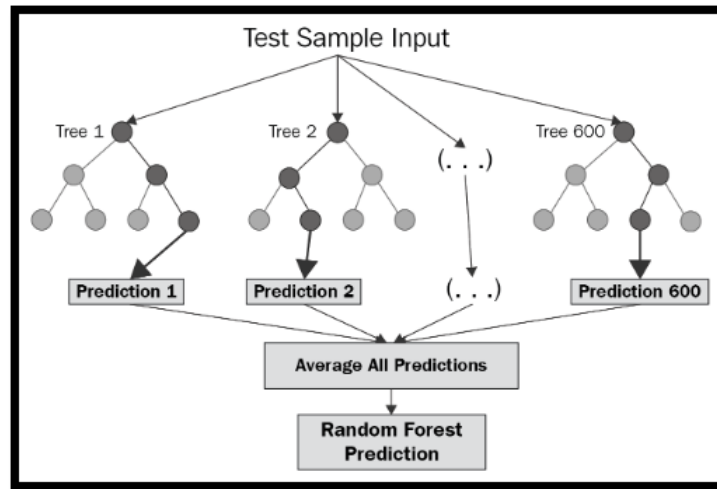 Test Sample Input
Tree 1
Tree 2
(. . .)
Tree 600
Prediction 1
Prediction 2
(. . .)
Prediction 600
Average All Predictions
Random Forest
Prediction